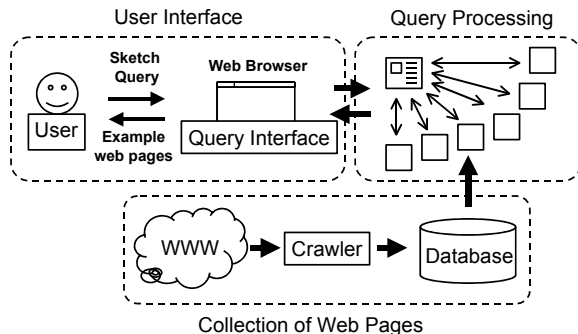 User Interface
Query Processing
Sketch
Query
Web Browser
User
Example
web pages
Query Interface
WWW
Crawler
Database
Collection of Web Pages